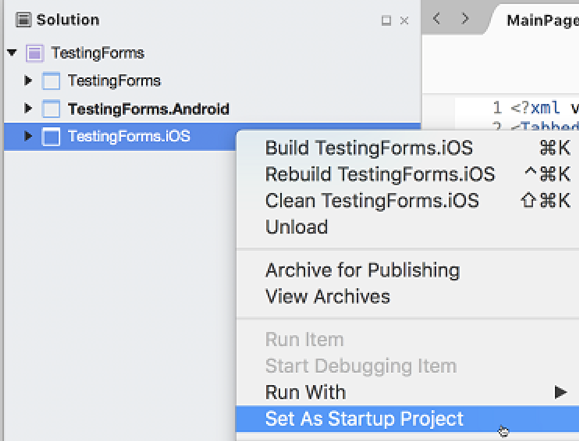 Solution
MainPage
TestingForms
TestingForms
TestingForms.Android
TestingForms.iOS
1 <?xml v
2 <Tabbed
Build TestingForms.iOS ⌘K
Rebuild TestingForms.iOS ^⌘K
Clean TestingForms.iOS ⇧⌘K
Unload
Archive for Publishing
View Archives
Run Item
Start Debugging Item
Run With
Set As Startup Project